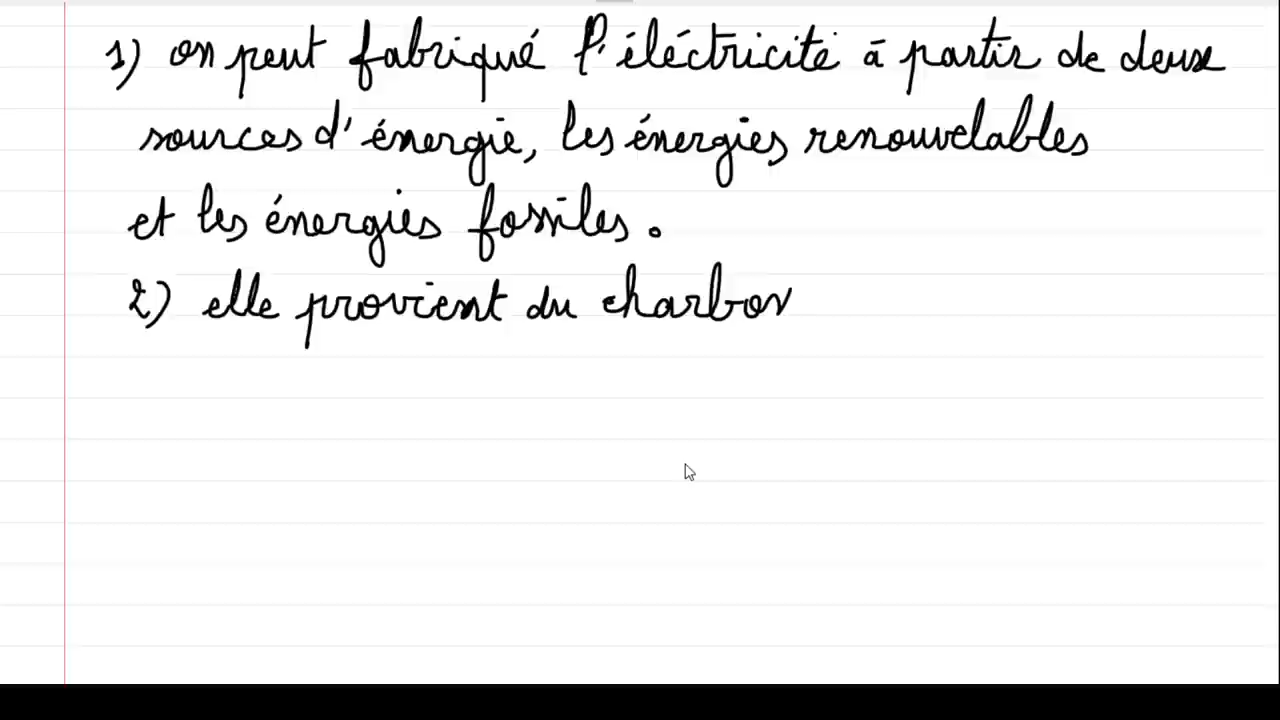 1) on peut fabriqué l'éléctricité à partir de deux
sources d'énergie, les énergies renouvelables
et les énergies fossiles.
2) elle provient du charbon